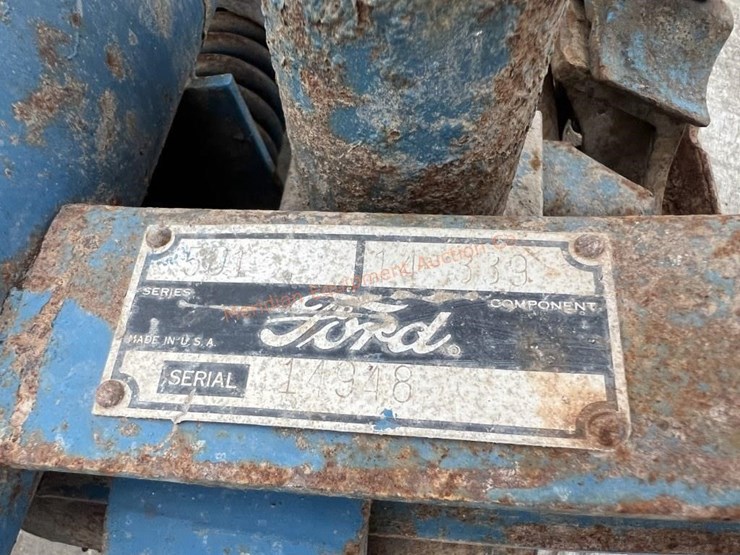 501
SERIES
COMPONENT
Ford
MADE IN U.S.A.
SERIAL 14948